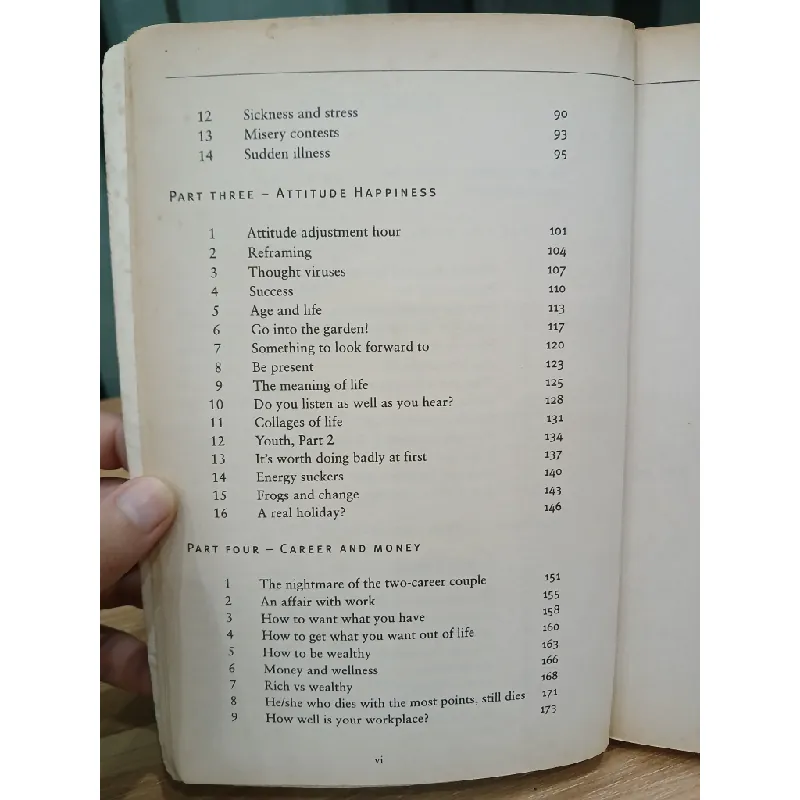 12 Sickness and stress 90
13 Misery contests 93
14 Sudden illness 95
PART THREE – ATTITUDE HAPPINESS
1 Attitude adjustment hour 101
2 Reframing 104
3 Thought viruses 107
4 Success 110
5 Age and life 113
6 Go into the garden! 117
7 Something to look forward to 120
8 Be present 123
9 The meaning of life 125
10 Do you listen as well as you hear? 128
11 Collages of life 131
12 Youth, Part 2 134
13 It's worth doing badly at first 137
14 Energy suckers 140
15 Frogs and change 143
16 A real holiday? 146
PART FOUR – CAREER AND MONEY
1 The nightmare of the two-career couple 151
2 An affair with work 155
3 How to want what you have 158
4 How to get what you want out of life 160
5 How to be wealthy 163
6 Money and wellness 166
7 Rich vs wealthy 168
8 He/she who dies with the most points, still dies 171
9 How well is your workplace? 173
vi